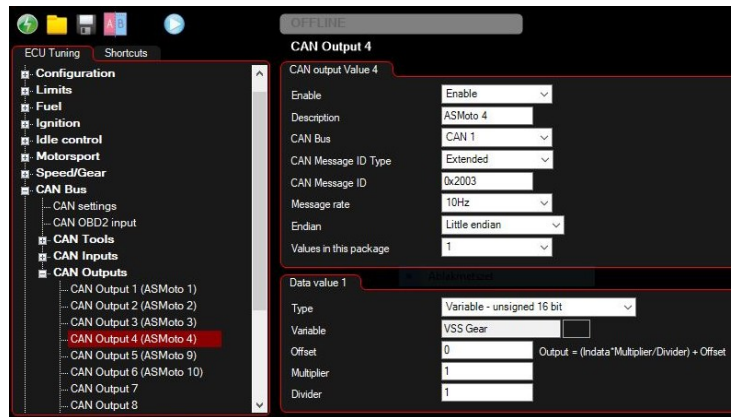 A B
OFFLINE
ECU Tuning Shortcuts
Configuration
Limits
Fuel
Ignition
Idle control
Motorsport
Speed/Gear
CAN Bus
CAN settings
CAN OBD2 input
CAN Tools
CAN Inputs
CAN Outputs
CAN Output 1 (ASMoto 1)
CAN Output 2 (ASMoto 2)
CAN Output 3 (ASMoto 3)
CAN Output 4 (ASMoto 4)
CAN Output 5 (ASMoto 9)
CAN Output 6 (ASMoto 10)
CAN Output 7
CAN Output 8
CAN Output 4
CAN output Value 4
Enable Enable
Description ASMoto 4
CAN Bus CAN 1
CAN Message ID Type Extended
CAN Message ID 0x2003
Message rate 10Hz
Endian Little endian
Values in this package 1
Data value 1
Type Variable - unsigned 16 bit
Variable VSS Gear
Offset 0 Output = (Indata*Multiplier/Divider) + Offset
Multiplier 1
Divider 1